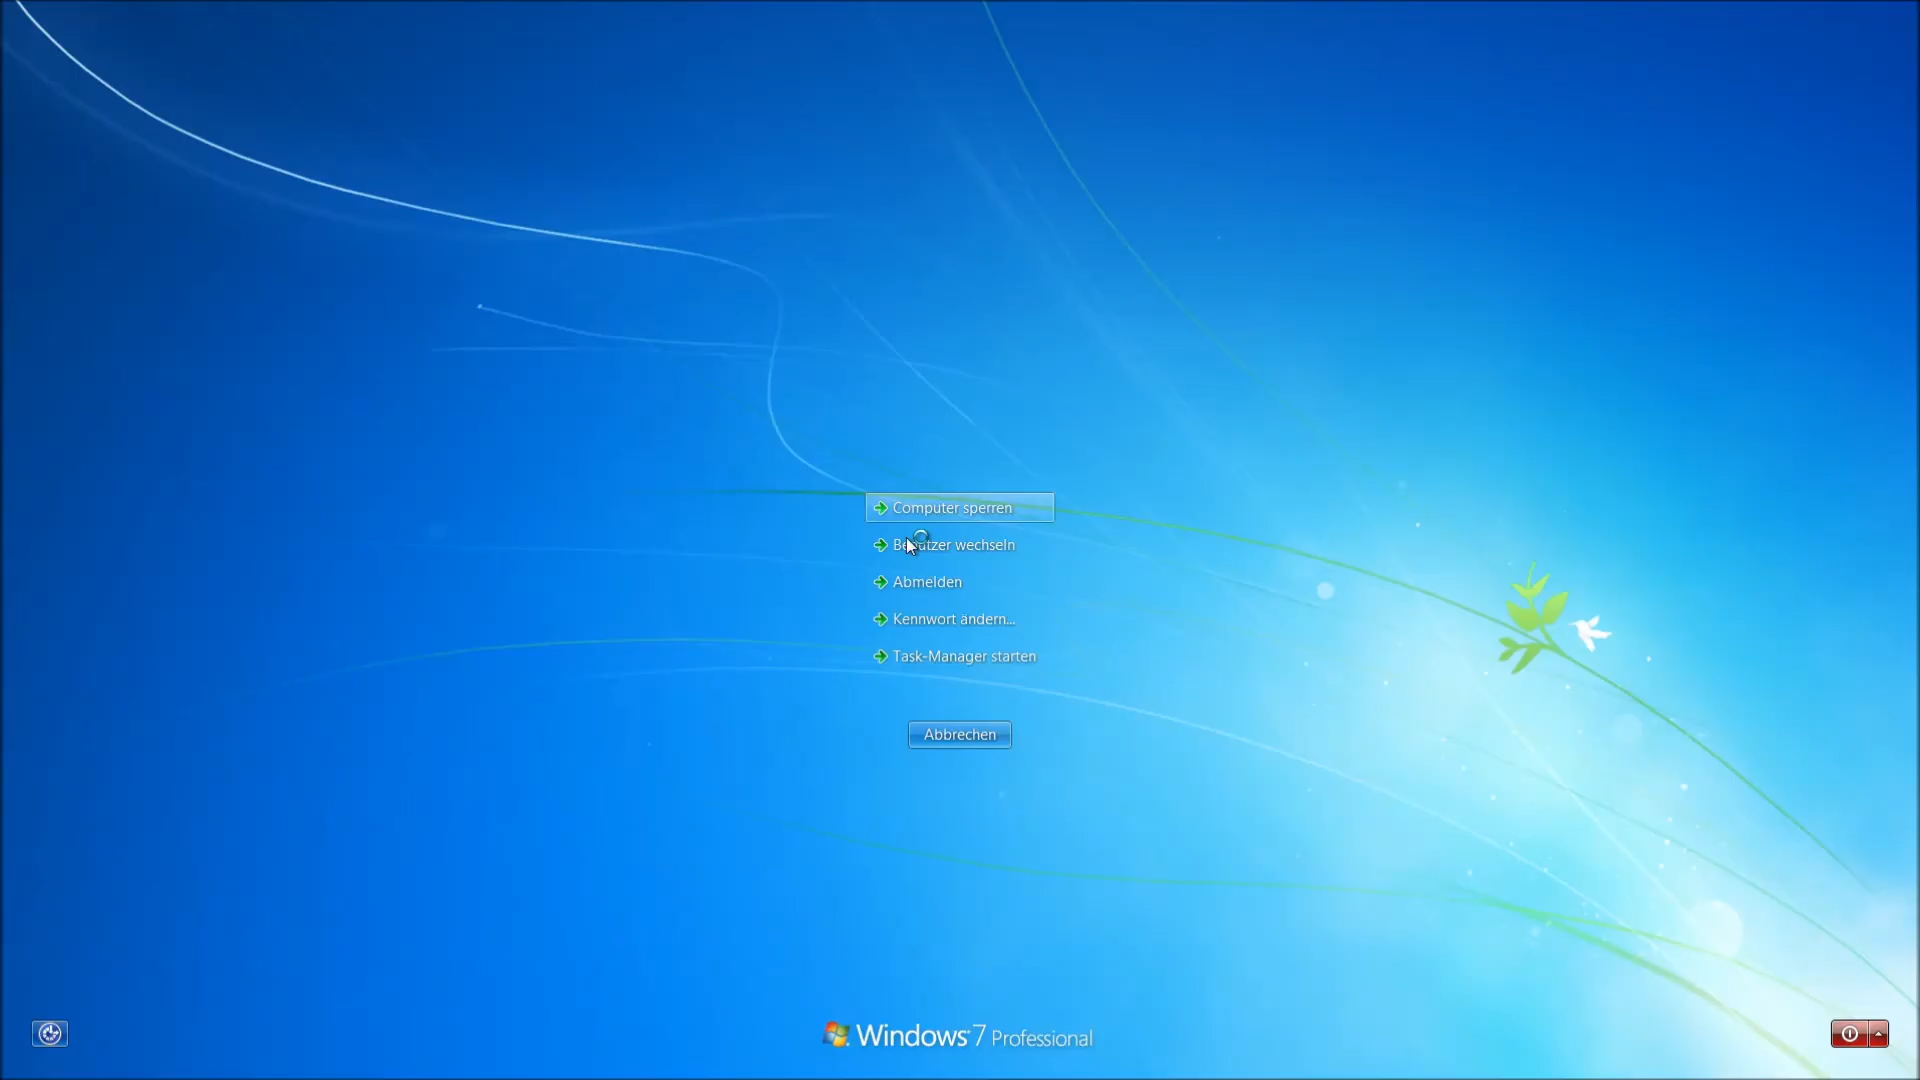 Computer sperren
Benutzer wechseln
Abmelden
Kennwort ändern...
Task-Manager starten
Abbrechen
Windows 7 Professional